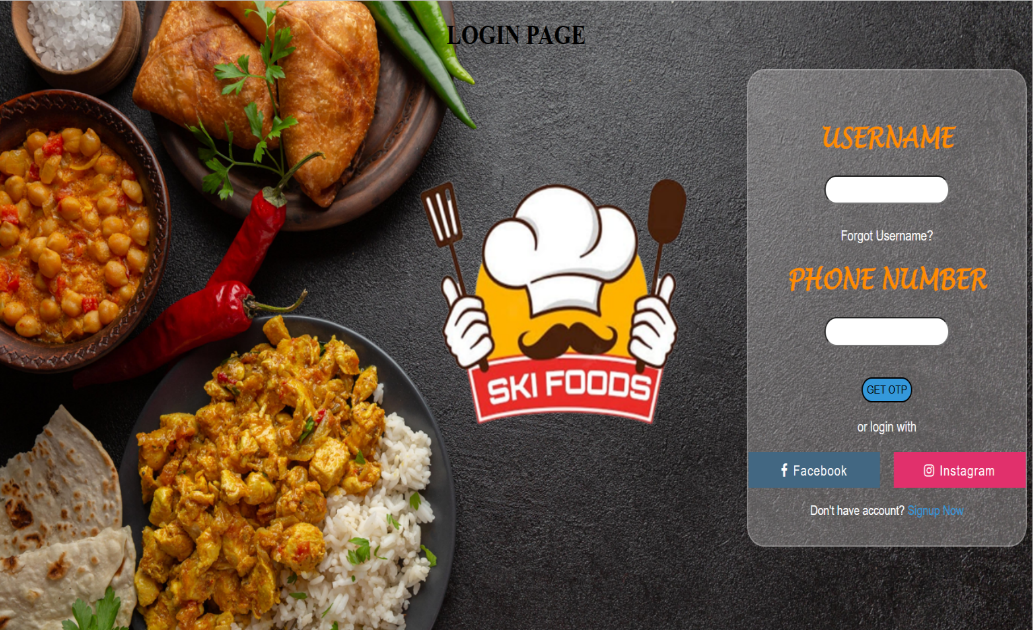 LOGIN PAGE
SKI FOODS
USERNAME
Forgot Username?
PHONE NUMBER
GET OTP
or login with
Facebook
Instagram
Don't have account? Signup Now